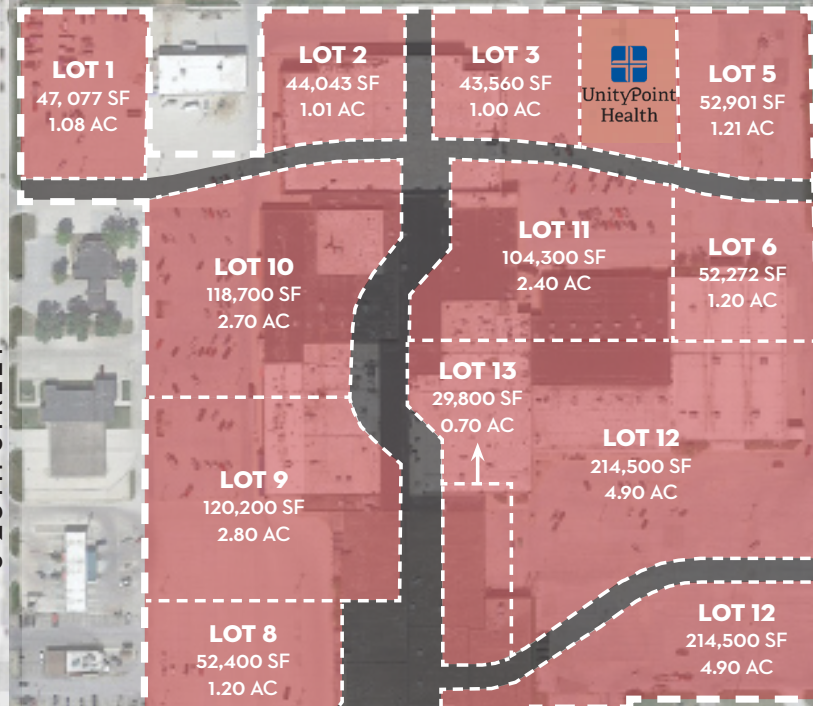 LOT 1
47, 077 SF
1.08 AC
LOT 2
44,043 SF
1.01 AC
LOT 3
43,560 SF
1.00 AC
UnityPoint
Health
LOT 5
52,901 SF
1.21 AC
LOT 10
118,700 SF
2.70 AC
LOT 11
104,300 SF
2.40 AC
LOT 6
52,272 SF
1.20 AC
LOT 13
29,800 SF
0.70 AC
LOT 12
214,500 SF
4.90 AC
LOT 9
120,200 SF
2.80 AC
LOT 8
52,400 SF
1.20 AC
LOT 12
214,500 SF
4.90 AC